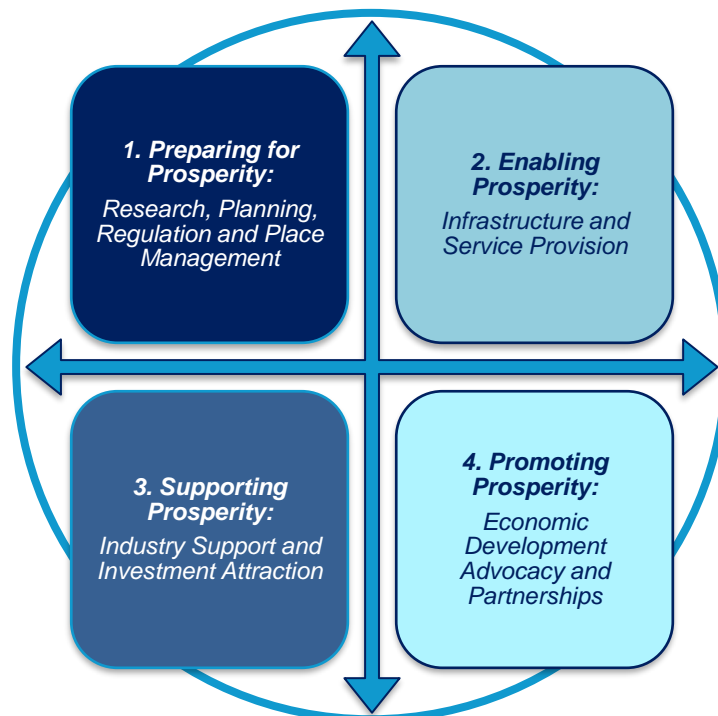 1. Preparing for
Prosperity:
Research, Planning,
Regulation and Place
Management
2. Enabling
Prosperity:
Infrastructure and
Service Provision
3. Supporting
Prosperity:
Industry Support and
Investment Attraction
4. Promoting
Prosperity:
Economic
Development
Advocacy and
Partnerships